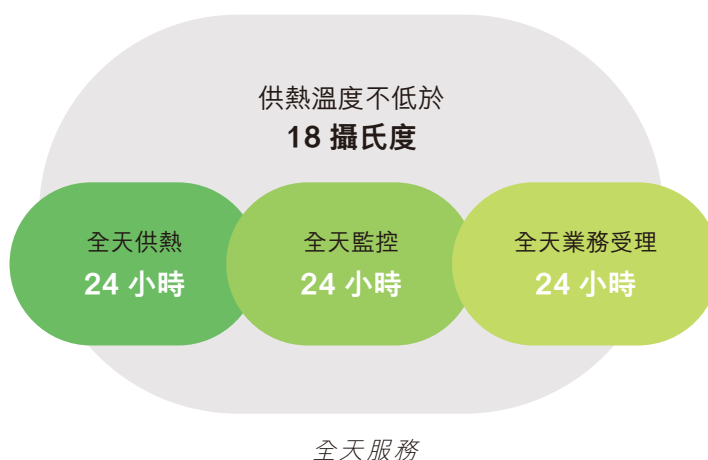 供熱溫度不低於
18 攝氏度
全天供熱
24 小時
全天監控
24 小時
全天業務受理
24 小時
全天服務